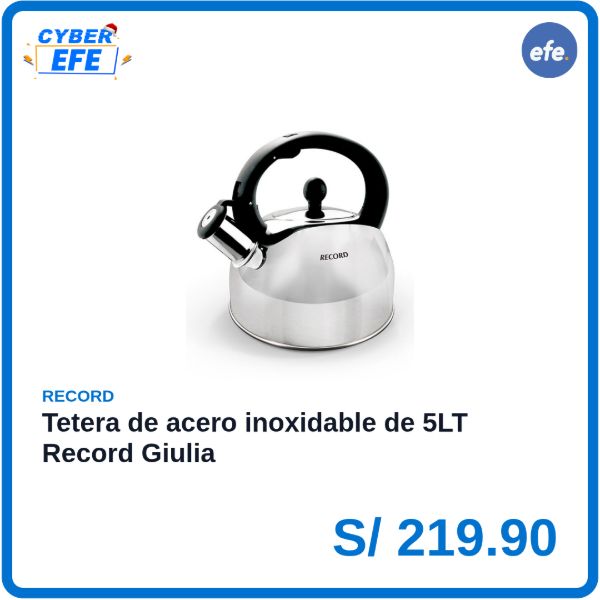 CYBER
EFE
efe.
RECORD
RECORD
Tetera de acero inoxidable de 5LT
Record Giulia
S/ 219.90